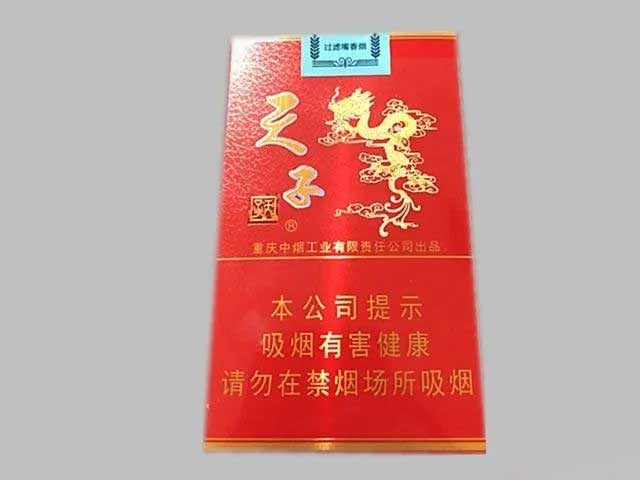 过滤嘴香烟
天子
®
重庆中烟工业有限责任公司出品
本公司提示
吸烟有害健康
请勿在禁烟场所吸烟